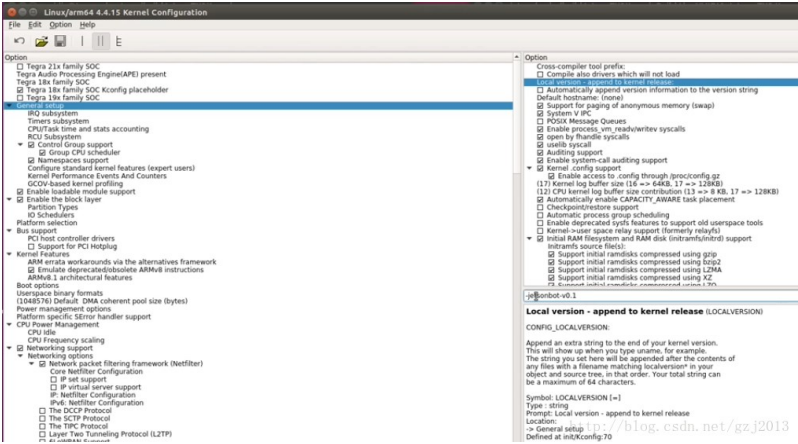 Linux/arm64 4.4.15 Kernel Configuration
File Edit Option Help
Option
Tegra 21x family SOC
Tegra Audio Processing Engine(APE) present
Tegra 18x family SOC
Tegra 18x family SOC Kconfig placeholder
Tegra 19x family SOC
General setup
IRQ subsystem
Timers subsystem
CPU/Task time and stats accounting
RCU Subsystem
Control Group support
Group CPU scheduler
Namespaces support
Configure standard kernel features (expert users)
Kernel Performance Events And Counters
GCOV-based kernel profiling
Enable loadable module support
Enable the block layer
Partition Types
IO Schedulers
Platform selection
Bus support
PCI host controller drivers
Support for PCI Hotplug
Kernel Features
ARM errata workarounds via the alternatives framework
Emulate deprecated/obsolete ARMv8 instructions
ARMv8.1 architectural features
Boot options
Userspace binary formats
(1048576) Default DMA coherent pool size (bytes)
Power management options
Platform specific SError handler support
CPU Power Management
CPU Idle
CPU Frequency scaling
Networking support
Networking options
Network packet filtering framework (Netfilter)
Core Netfilter Configuration
IP set support
IP virtual server support
IP: Netfilter Configuration
IPv6: Netfilter Configuration
The DCCP Protocol
The SCTP Protocol
The TIPC Protocol
Layer Two Tunneling Protocol (L2TP)
Option
Cross-compiler tool prefix:
Compile also drivers which will not load
Local version - append to kernel release:
Automatically append version information to the version string
Default hostname: (none)
Support for paging of anonymous memory (swap)
System V IPC
POSIX Message Queues
Enable process_vm_readv/writev syscalls
open by fhandle syscalls
uselib syscall
Auditing support
Enable system-call auditing support
Kernel .config support
Enable access to .config through /proc/config.gz
(17) Kernel log buffer size (16 => 64KB, 17 => 128KB)
(12) CPU kernel log buffer size contribution (13 => 8 KB, 17 => 128KB)
Automatically enable CAPACITY_AWARE task placement
Checkpoint/restore support
Automatic process group scheduling
Enable deprecated sysfs features to support old userspace tools
Kernel->user space relay support (formerly relayfs)
Initial RAM filesystem and RAM disk (initramfs/initrd) support
Initramfs source file(s):
Support initial ramdisks compressed using gzip
Support initial ramdisks compressed using bzip2
Support initial ramdisks compressed using LZMA
Support initial ramdisks compressed using XZ
Support initial ramdisks compressed using LZO
-jetsonbot-v0.1
Local version - append to kernel release (LOCALVERSION)
CONFIG_LOCALVERSION:
Append an extra string to the end of your kernel version.
This will show up when you type uname, for example.
The string you set here will be appended after the contents of
any files with a filename matching localversion* in your
object and source tree, in that order. Your total string can
be a maximum of 64 characters.
Symbol: LOCALVERSION [=]
Type : string
Prompt: Local version - append to kernel release
Location:
-> General setup
Defined at init/Kconfig:70
http://blog.csdn.net/gzj2013